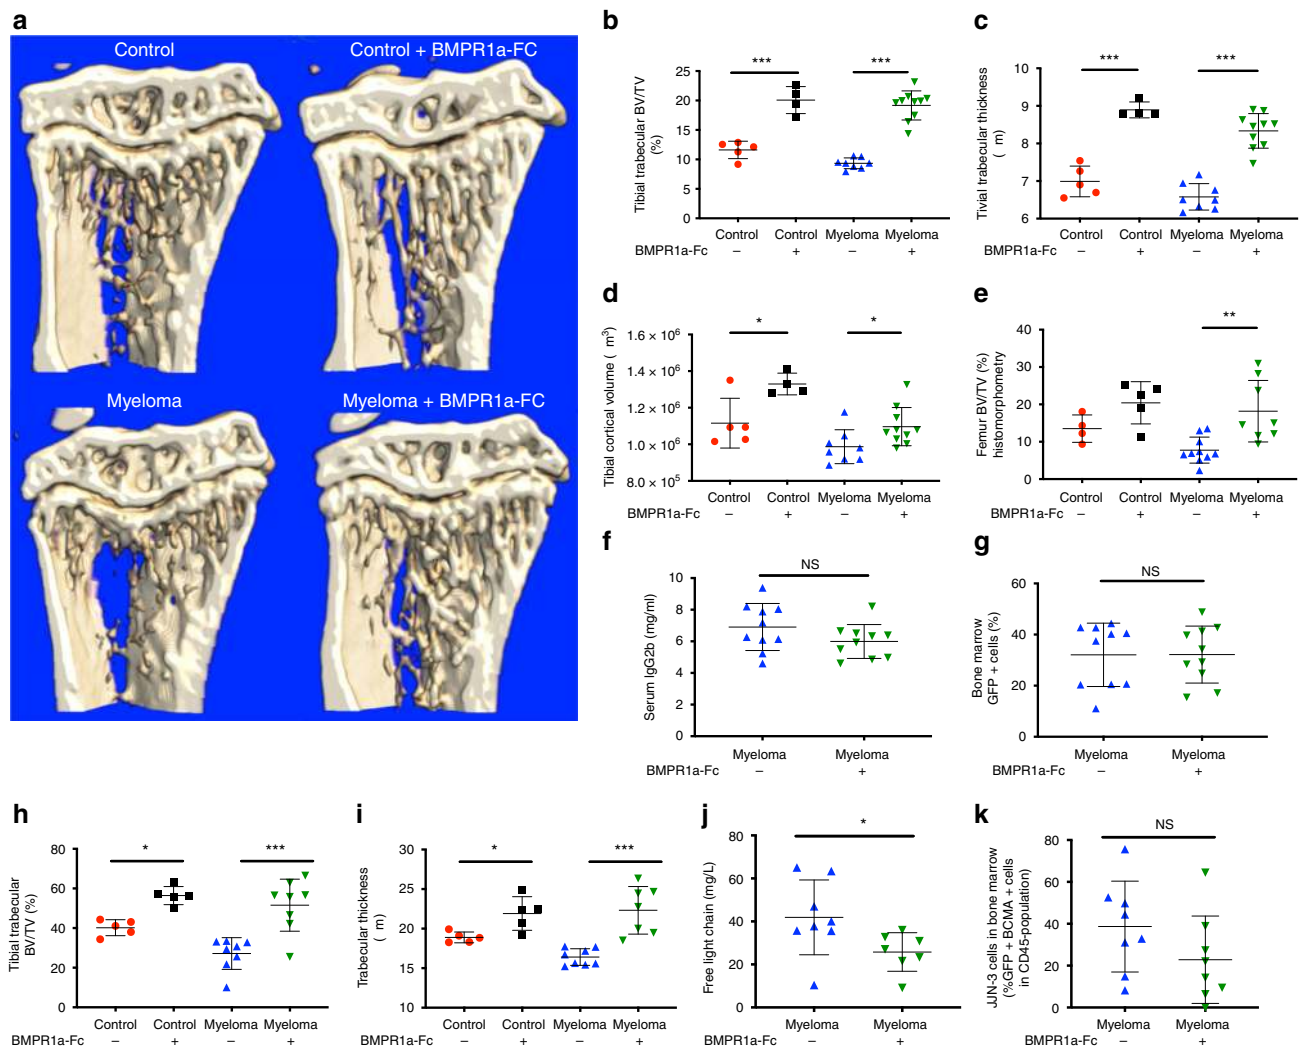 a
Control
Control + BMPR1a-FC
Myeloma
Myeloma + BMPR1a-FC
b
Tibial trabecular BV/TV
(%)
25
20
15
10
5
0
***
***
Control
Control
Myeloma
Myeloma
BMPR1a-Fc
–
+
–
+
c
Tivial trabecular thickness
( m)
10
9
8
7
6
***
***
Control
Control
Myeloma
Myeloma
BMPR1a-Fc
–
+
–
+
d
Tibial cortical volume ( m³)
1.6 × 10⁶
1.4 × 10⁶
1.2 × 10⁶
1.0 × 10⁶
8.0 × 10⁵
*
*
Control
Control
Myeloma
Myeloma
BMPR1a-Fc
–
+
–
+
e
Femur BV/TV (%)
histomorphometry
40
30
20
10
0
**
Control
Control
Myeloma
Myeloma
BMPR1a-Fc
–
+
–
+
f
Serum IgG2b (mg/ml)
10
8
6
4
2
0
NS
Myeloma
Myeloma
BMPR1a-Fc
–
+
g
Bone marrow
GFP + cells (%)
60
40
20
0
NS
Myeloma
Myeloma
BMPR1a-Fc
–
+
h
Tibial trabecular
BV/TV (%)
80
60
40
20
0
*
***
Control
Control
Myeloma
Myeloma
BMPR1a-Fc
–
+
–
+
i
Trabecular thickness
( m)
30
25
20
15
10
*
***
Control
Control
Myeloma
Myeloma
BMPR1a-Fc
–
+
–
+
j
Free light chain (mg/L)
80
60
40
20
0
*
Myeloma
Myeloma
BMPR1a-Fc
–
+
k
JJN-3 cells in bone marrow
(%GFP + BCMA + cells
in CD45-population)
80
60
40
20
0
NS
Myeloma
Myeloma
BMPR1a-Fc
–
+